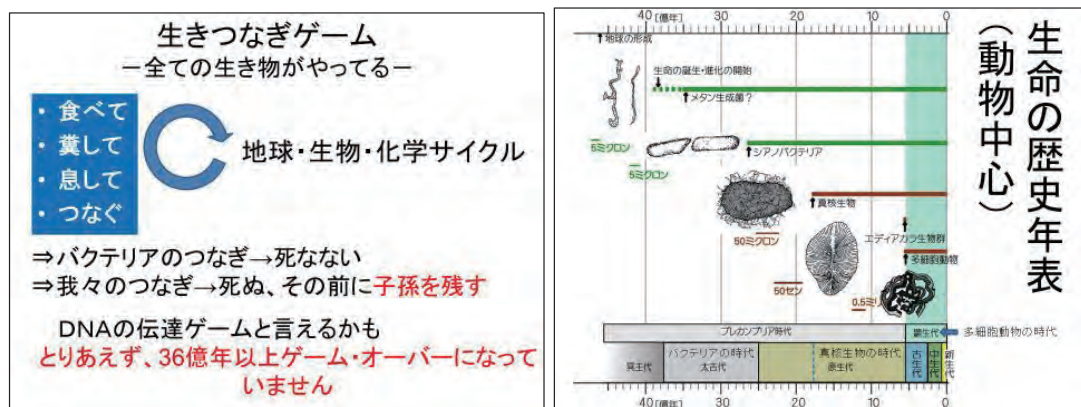 生きつなぎゲーム
－全ての生き物がやってる－
・ 食べて
・ 糞して
・ 息して
・ つなぐ
地球・生物・化学サイクル
⇒バクテリアのつなぎ→死なない
⇒我々のつなぎ→死ぬ、その前に子孫を残す
DNAの伝達ゲームと言えるかも
とりあえず、36億年以上ゲーム・オーバーになって
いません
生命の歴史年表
（動物中心）
40 [億年] 30 20 10 0
地球の形成
生命の誕生・進化の開始
メタン生成菌？
5ミクロン
シアノバクテリア
5ミクロン
真核生物
50ミクロン
エディアカラ生物群
多細胞動物
50セン
0.5ミリ
プレカンブリア時代
顕生代
多細胞動物の時代
バクテリアの時代
真核生物の時代
冥王代
太古代
原生代
古生代
中生代
新生代
40 [億年] 30 20 10 0